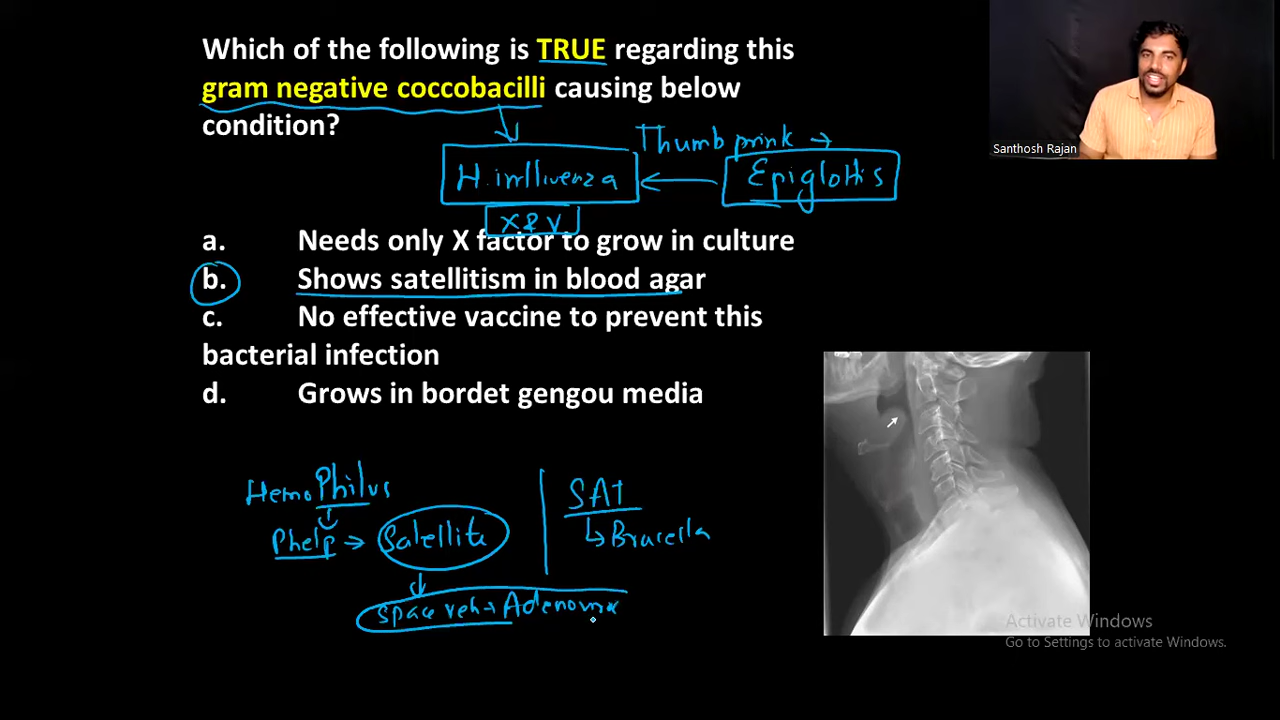 Which of the following is TRUE regarding this
gram negative coccobacilli causing below
condition?
Thumb prink →
H. inflluenza
Epiglottis
X & V
Santhosh Rajan
a. Needs only X factor to grow in culture
b. Shows satellitism in blood agar
c. No effective vaccine to prevent this
bacterial infection
d. Grows in bordet gengou media
HemoPhilus
Phelp → Satellite
SAT
Brucella
space veh → Adenoma
Activate Windows
Go to Settings to activate Windows.